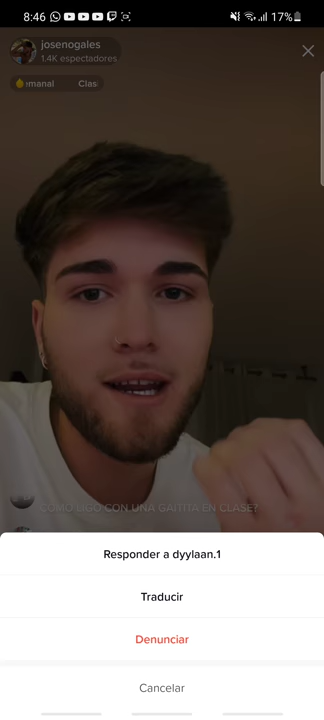 8:46
17%
josenogales
1.4K espectadores
manal
Clas
COMO LIGO CON UNA GAITITA EN CLASE?
Responder a dyylaan.1
Traducir
Denunciar
Cancelar